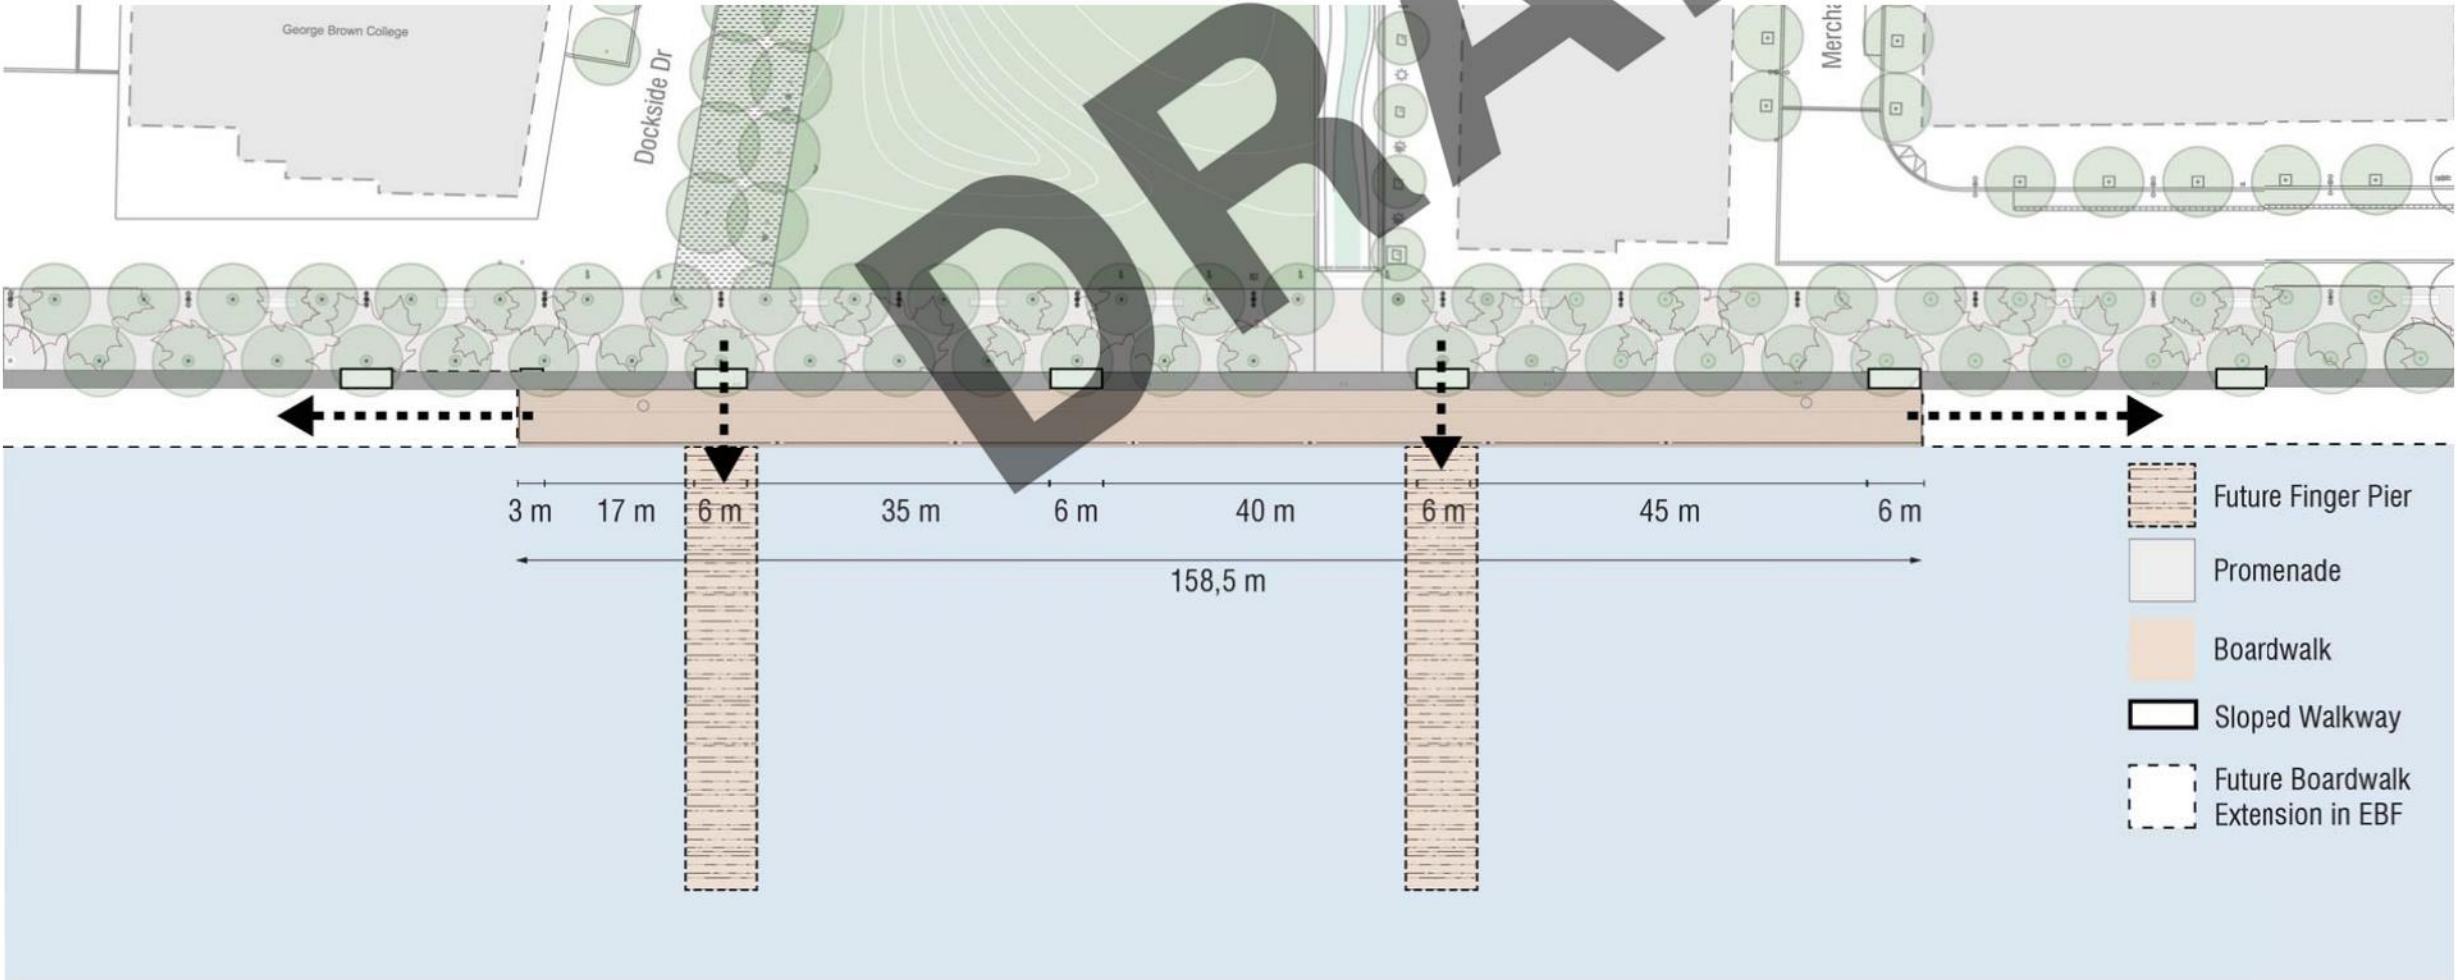 George Brown College
Dockside Dr
Mercha
DRA
3 m
17 m
6 m
35 m
6 m
40 m
6 m
45 m
6 m
158,5 m
Future Finger Pier
Promenade
Boardwalk
Sloped Walkway
Future Boardwalk
Extension in EBF